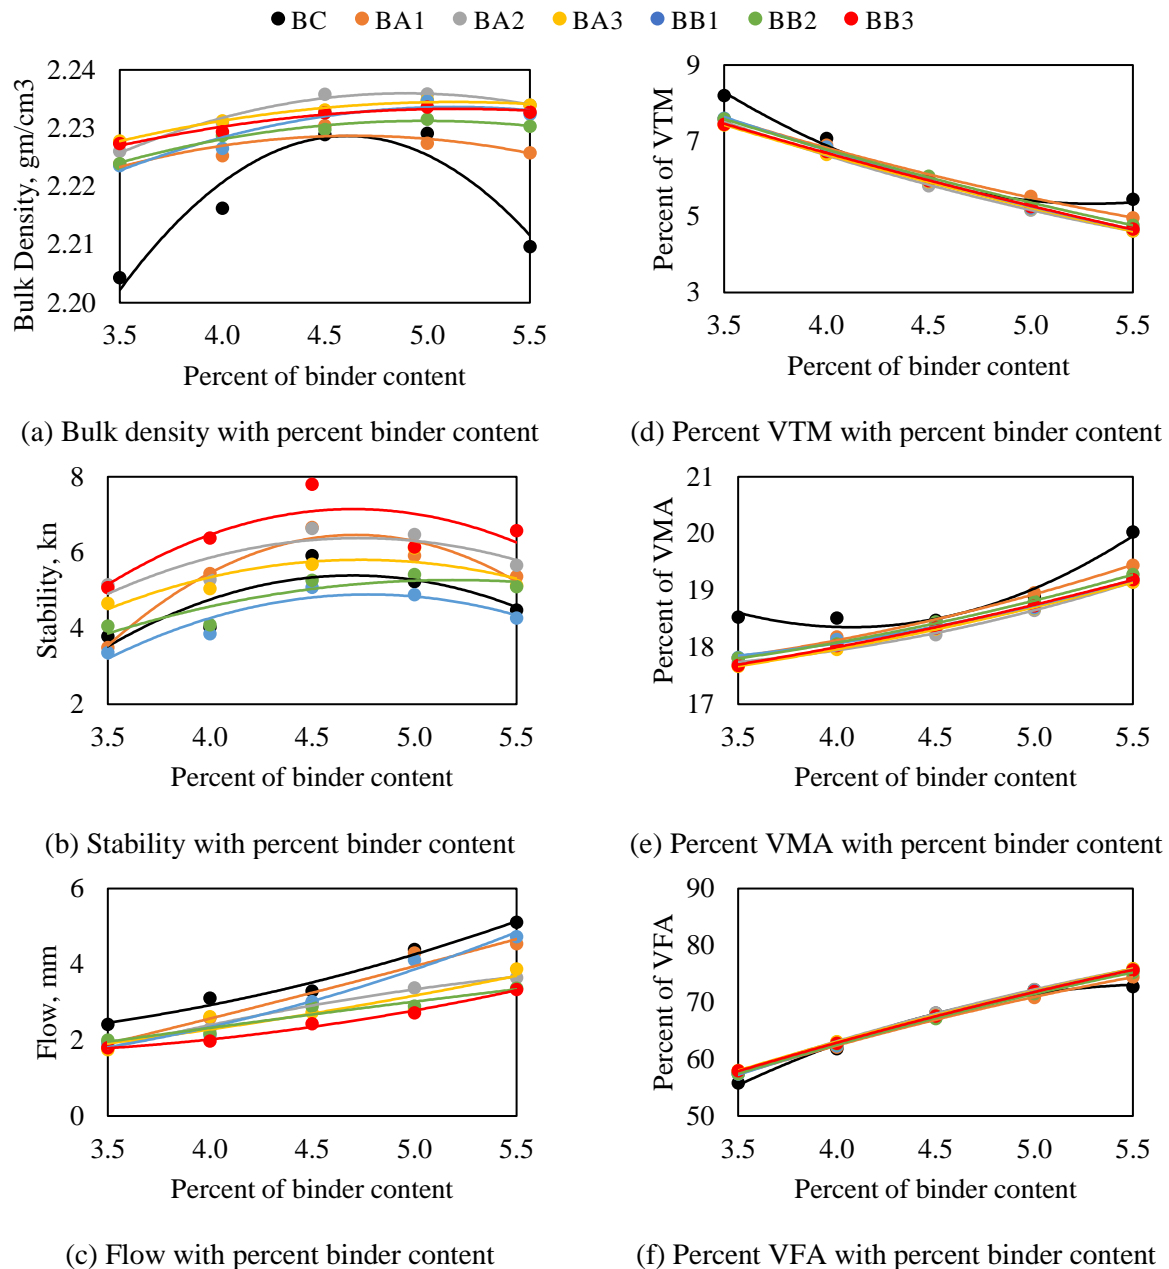 BC BA1 BA2 BA3 BB1 BB2 BB3
Bulk Density, gm/cm3
2.24
2.23
2.22
2.21
2.20
3.5 4.0 4.5 5.0 5.5
Percent of binder content
(a) Bulk density with percent binder content
Percent of VTM
9
7
5
3
3.5 4.0 4.5 5.0 5.5
Percent of binder content
(d) Percent VTM with percent binder content
Stability, kn
8
6
4
2
3.5 4.0 4.5 5.0 5.5
Percent of binder content
(b) Stability with percent binder content
Percent of VMA
21
20
19
18
17
3.5 4.0 4.5 5.0 5.5
Percent of binder content
(e) Percent VMA with percent binder content
Flow, mm
6
4
2
0
3.5 4.0 4.5 5.0 5.5
Percent of binder content
(c) Flow with percent binder content
Percent of VFA
90
80
70
60
50
3.5 4.0 4.5 5.0 5.5
Percent of binder content
(f) Percent VFA with percent binder content